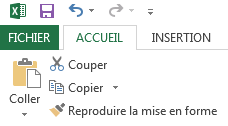 FICHIER ACCUEIL INSERTION
Couper
Copier
Coller
Reproduire la mise en forme